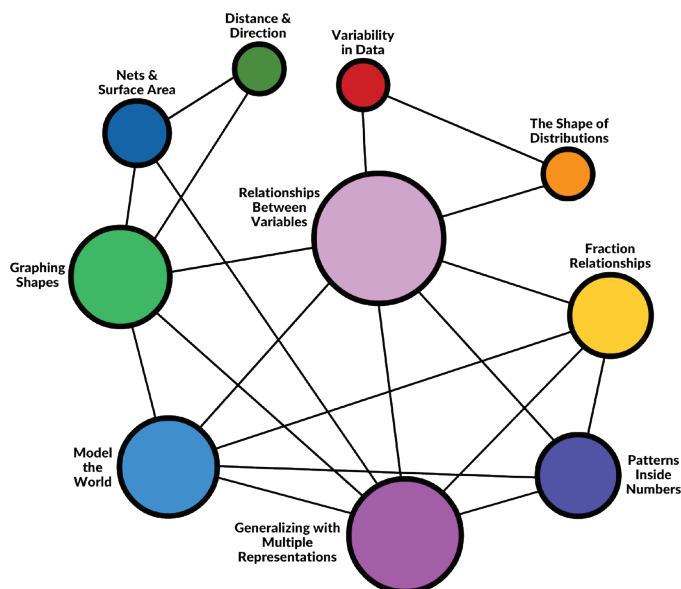 Distance &
Direction
Variability
in Data
Nets &
Surface Area
The Shape of
Distributions
Relationships
Between
Variables
Fraction
Relationships
Graphing
Shapes
Model
the
World
Patterns
Inside
Numbers
Generalizing with
Multiple
Representations